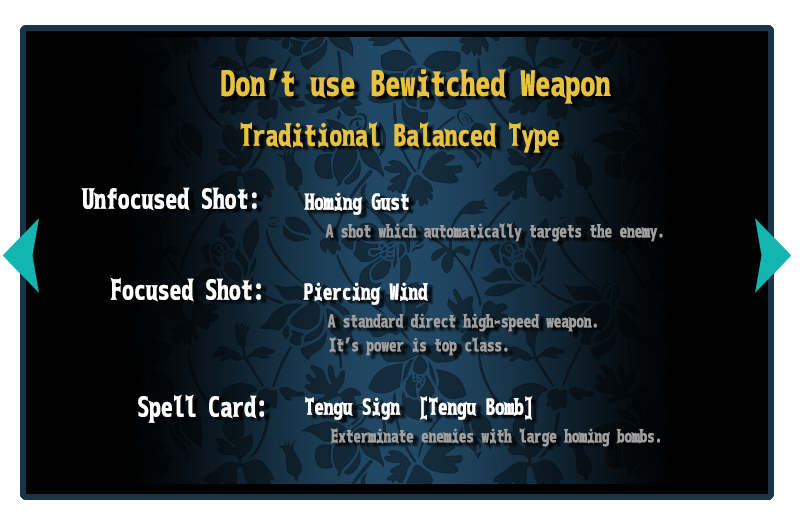 Don't use Bewitched Weapon
Traditional Balanced Type
Unfocused Shot: Homing Gust
A shot which automatically targets the enemy.
Focused Shot: Piercing Wind
A standard direct high-speed weapon.
It's power is top class.
Spell Card: Tengu Sign [Tengu Bomb]
Exterminate enemies with large homing bombs.